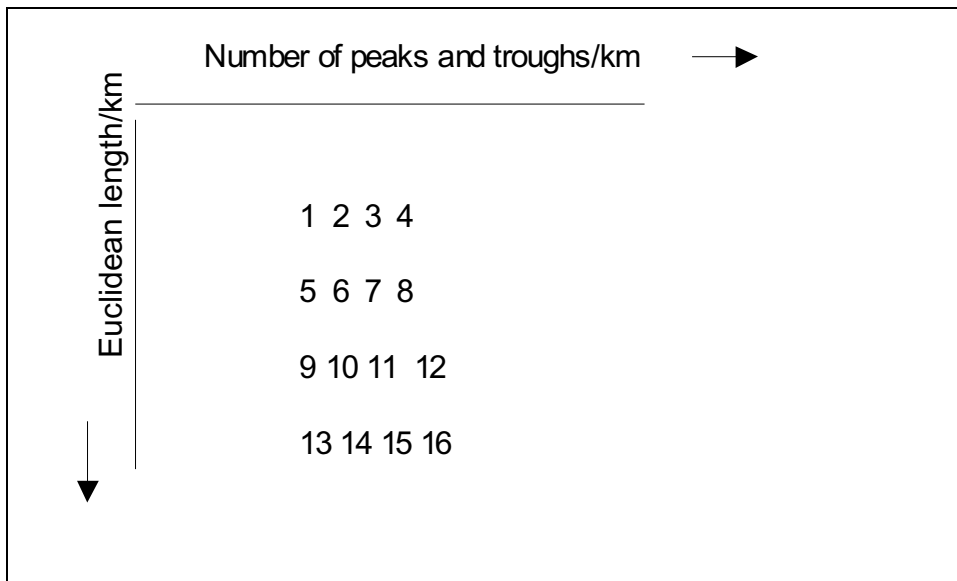 Number of peaks and troughs/km
Euclidean length/km
1 2 3 4
5 6 7 8
9 10 11 12
13 14 15 16